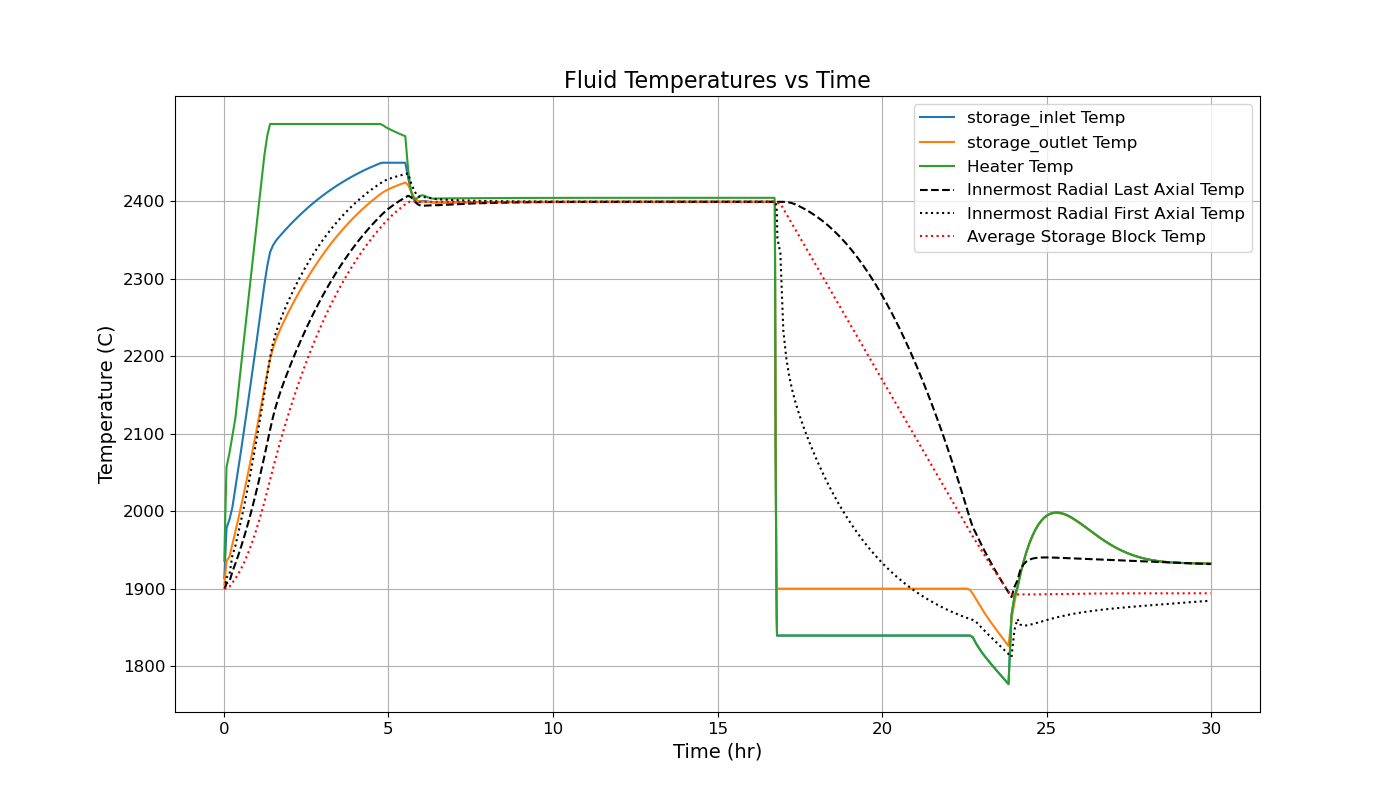 Fluid Temperatures vs Time
storage_inlet Temp
storage_outlet Temp
Heater Temp
Innermost Radial Last Axial Temp
Innermost Radial First Axial Temp
Average Storage Block Temp
Temperature (C)
2400
2300
2200
2100
2000
1900
1800
0 5 10 15 20 25 30
Time (hr)